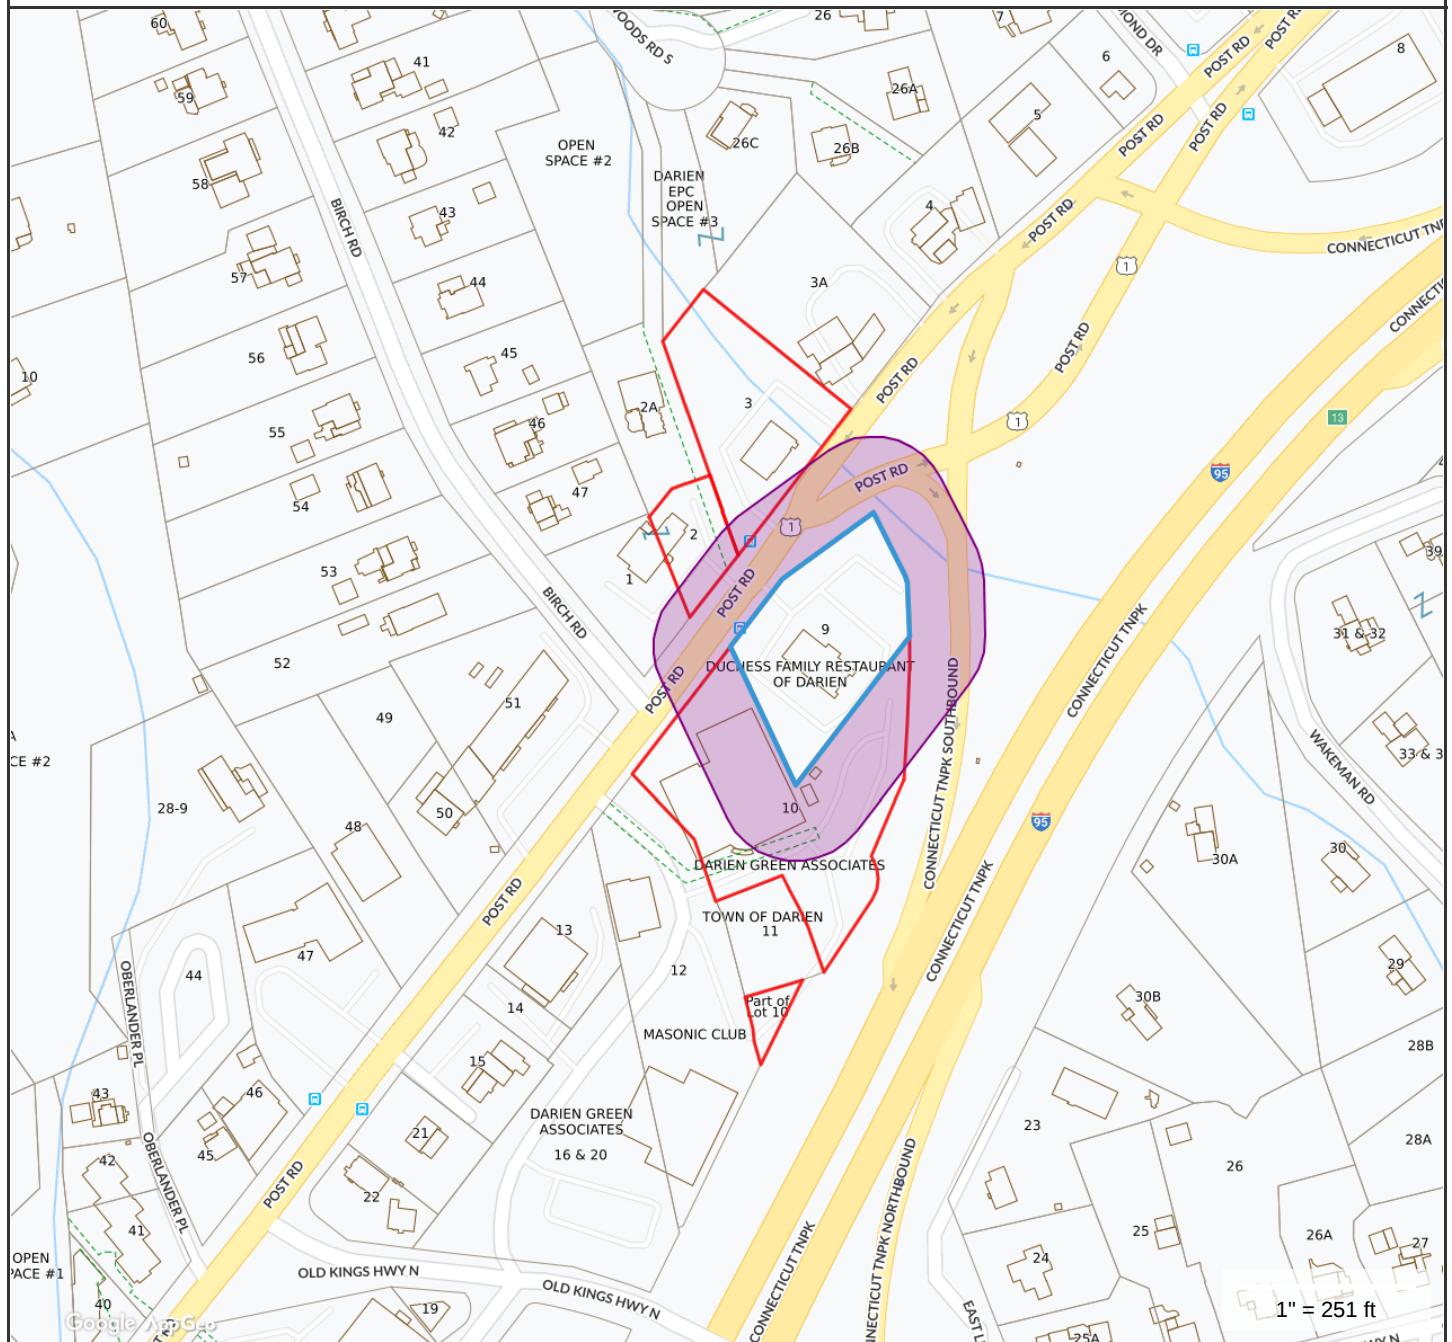 60
26
7
WOODS RD S
POST RD
POST RD
6
8
41
59
26A
42
5
POST RD
POST RD
OPEN
SPACE #2
26C
26B
58
DARIEN
EPC
OPEN
SPACE #3
43
4
BIRCH RD
POST RD
57
44
3A
1
CONNECTICUT TNPK
56
45
10
POST RD
POST RD
2A
3
46
13
55
1
95
47
POST RD
54
1
2
53
1
39
POST RD
BIRCH RD
9
CONNECTICUT TNPK
31 & 32
52
DUCHESS FAMILY RESTAURANT
OF DARIEN
POST RD
51
49
CONNECTICUT TNPK SOUTHBOUND
CE #2
33 & 3
WAKEMAN RD
28-9
50
48
10
95
30
30A
DARIEN GREEN ASSOCIATES
POST RD
TOWN OF DARIEN
11
13
47
CONNECTICUT TNPK
29
44
12
OBERLANDER PL
Part of
Lot 10
14
30B
MASONIC CLUB
28B
15
43
46
DARIEN GREEN
ASSOCIATES
16 & 20
23
21
45
28A
42
OBERLANDER PL
POST RD
22
26
41
25
26A
27
OPEN
PACE #1
24
OLD KINGS HWY N
OLD KINGS HWY N
CONNECTICUT TNPK
40
19
25A
1" = 251 ft
Google AppGeo